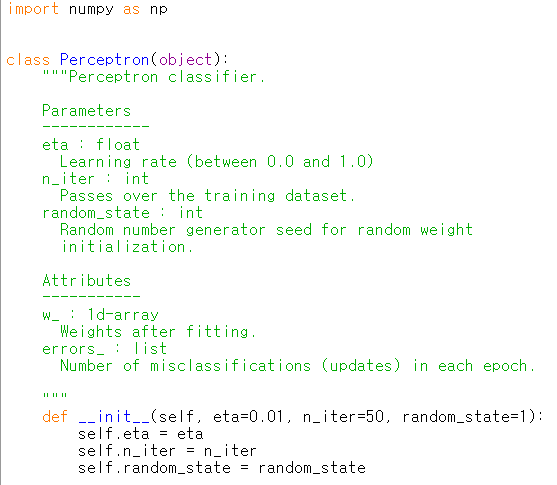 import numpy as np
class Perceptron(object):
    """Perceptron classifier.
    Parameters
    ------------
    eta : float
      Learning rate (between 0.0 and 1.0)
    n_iter : int
      Passes over the training dataset.
    random_state : int
      Random number generator seed for random weight
      initialization.
    Attributes
    -----------
    w_ : 1d-array
      Weights after fitting.
    errors_ : list
      Number of misclassifications (updates) in each epoch.
    """
    def __init__(self, eta=0.01, n_iter=50, random_state=1):
        self.eta = eta
        self.n_iter = n_iter
        self.random_state = random_state